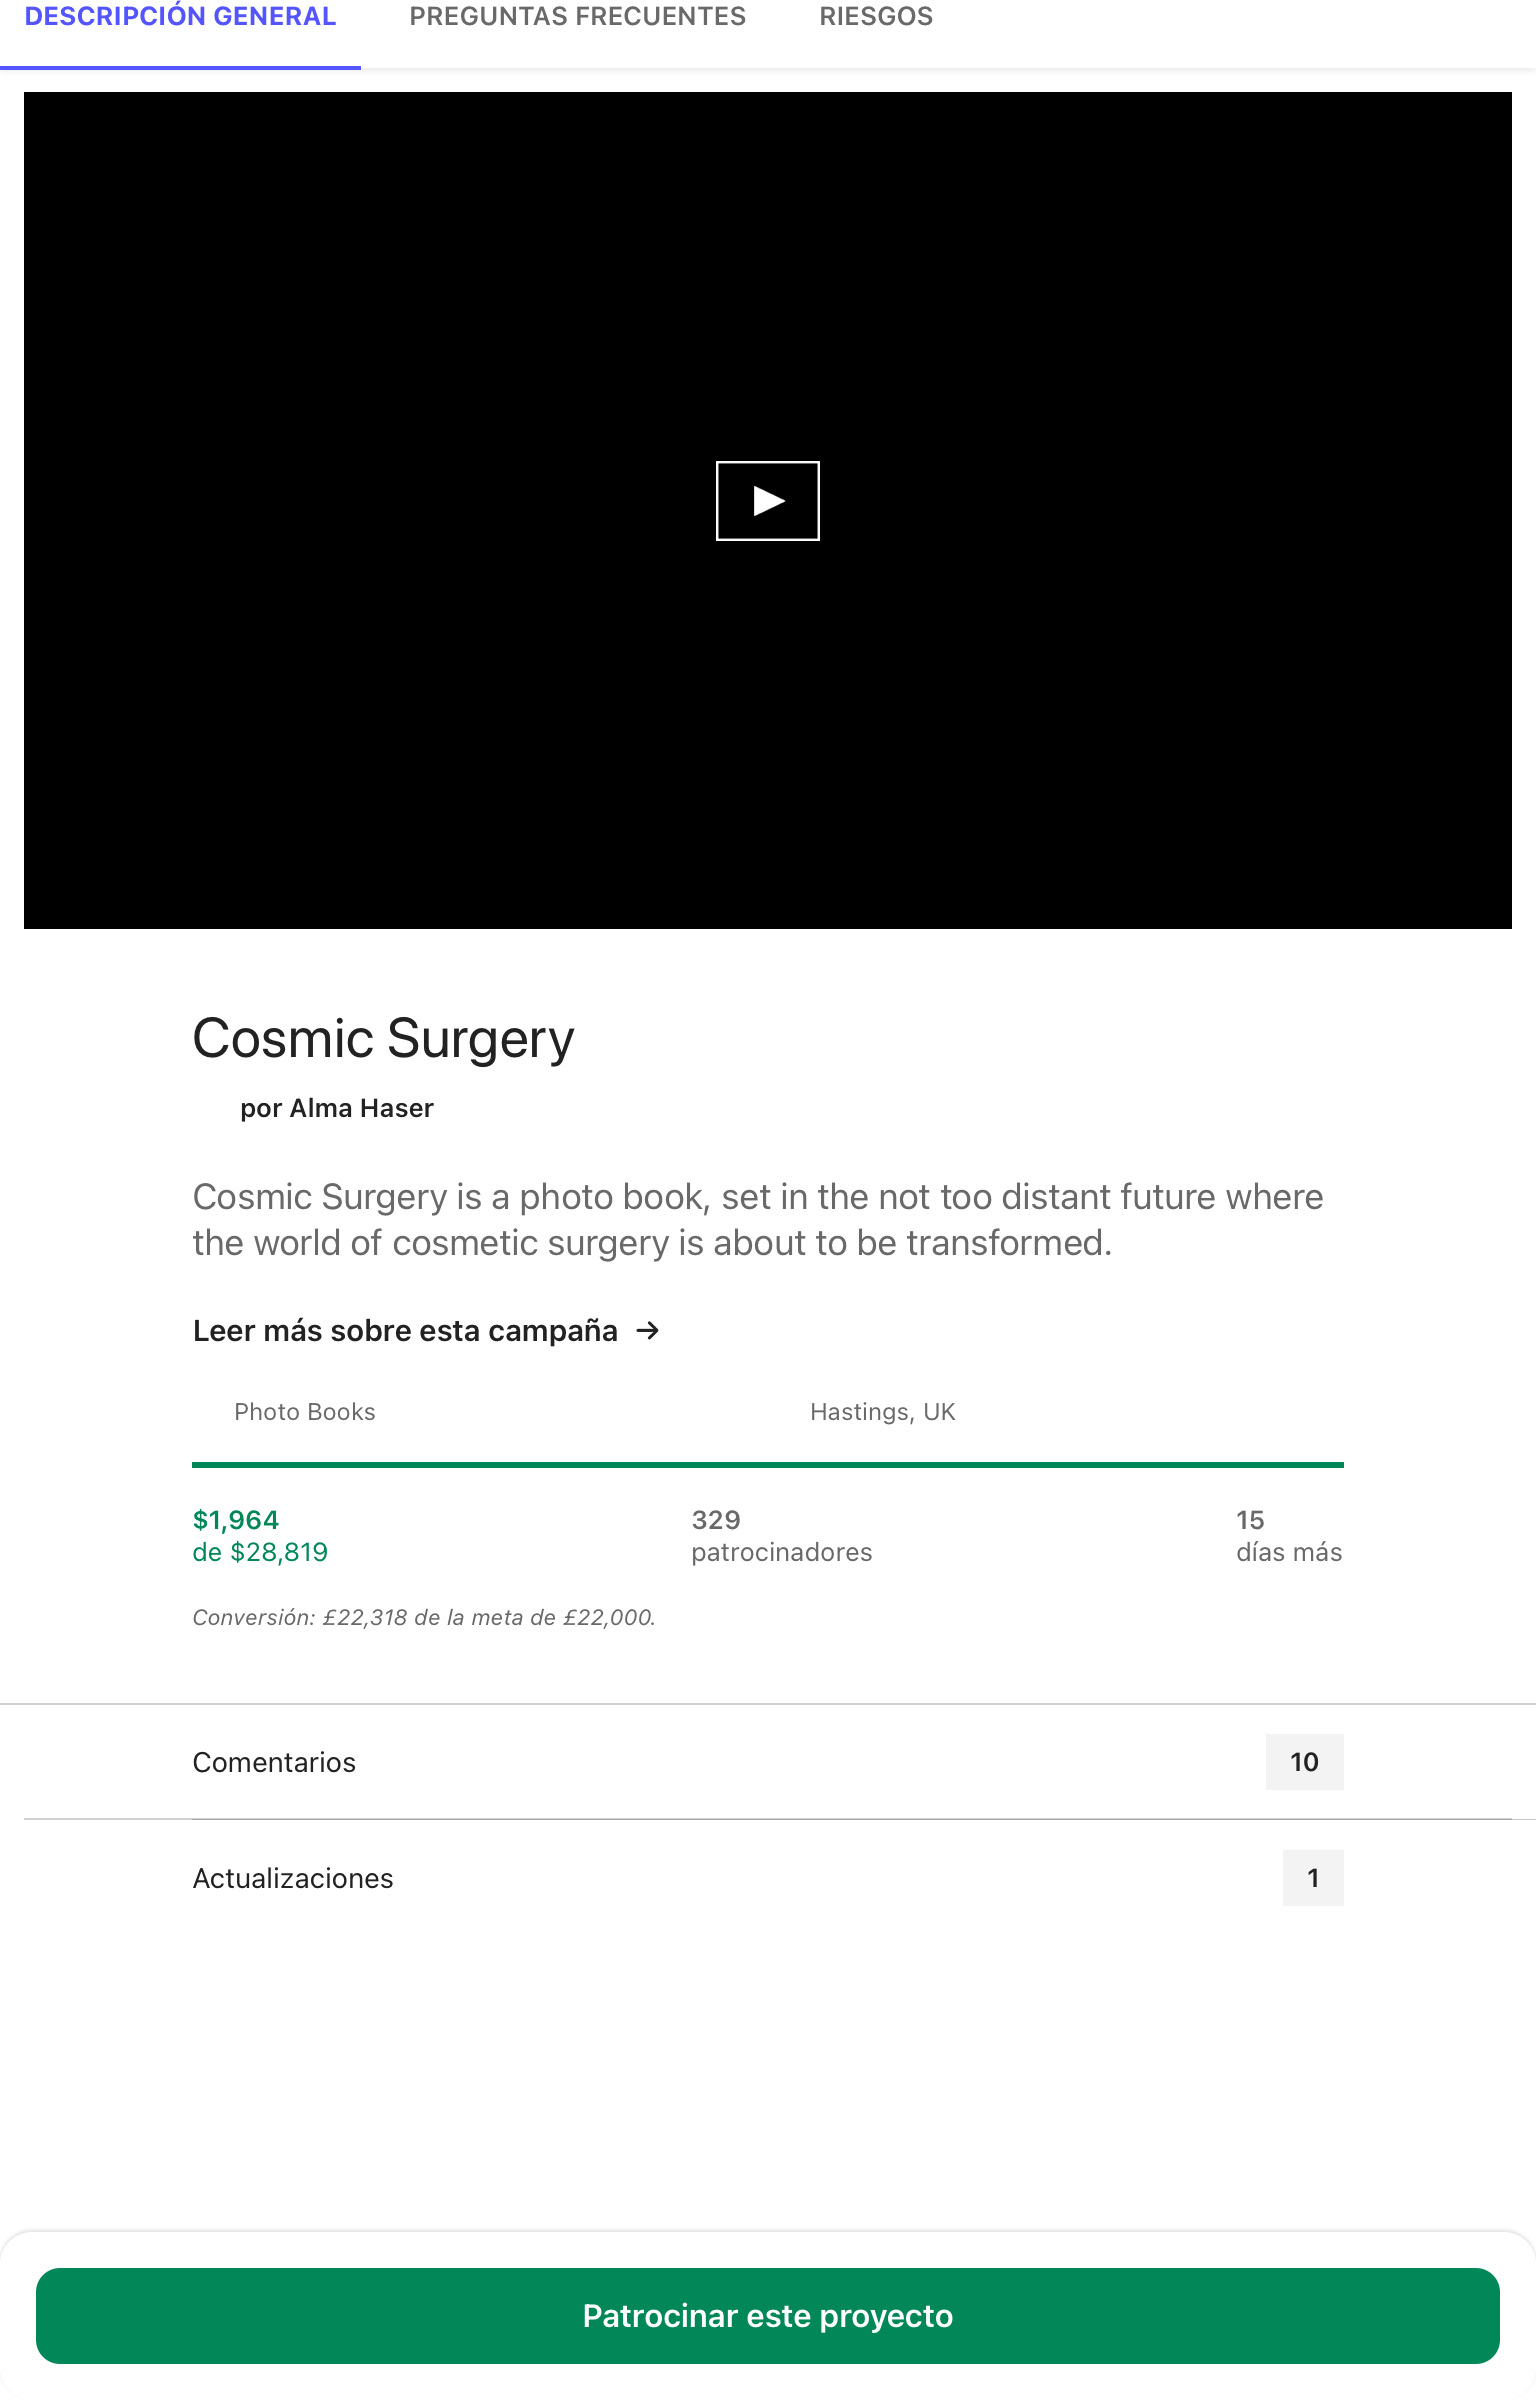 DESCRIPCIÓN GENERAL PREGUNTAS FRECUENTES RIESGOS
Cosmic Surgery
por Alma Haser
Cosmic Surgery is a photo book, set in the not too distant future where
the world of cosmetic surgery is about to be transformed.
Leer más sobre esta campaña →
Photo Books Hastings, UK
$1,964 329 15
de $28,819 patrocinadores días más
Conversión: £22,318 de la meta de £22,000.
Comentarios 10
Actualizaciones 1
Patrocinar este proyecto